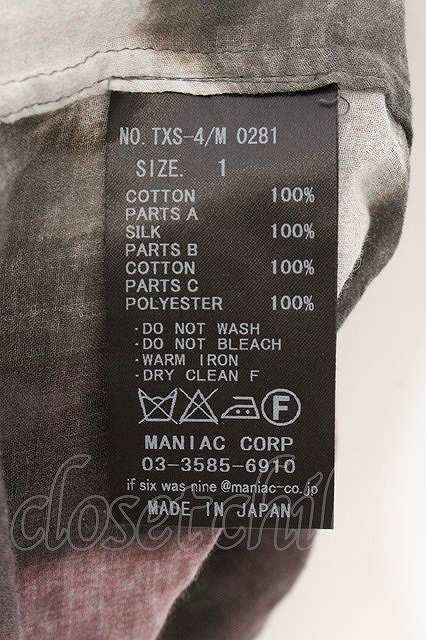 NO. TXS-4/M 0281
SIZE. 1
COTTON 100%
PARTS A
SILK 100%
PARTS B
COTTON 100%
PARTS C
POLYESTER 100%
·DO NOT WASH
·DO NOT BLEACH
·WARM IRON
·DRY CLEAN F
F
MANIAC CORP
03-3585-6910
if six was nine @maniac-co.jp
MADE IN JAPAN
closetchil